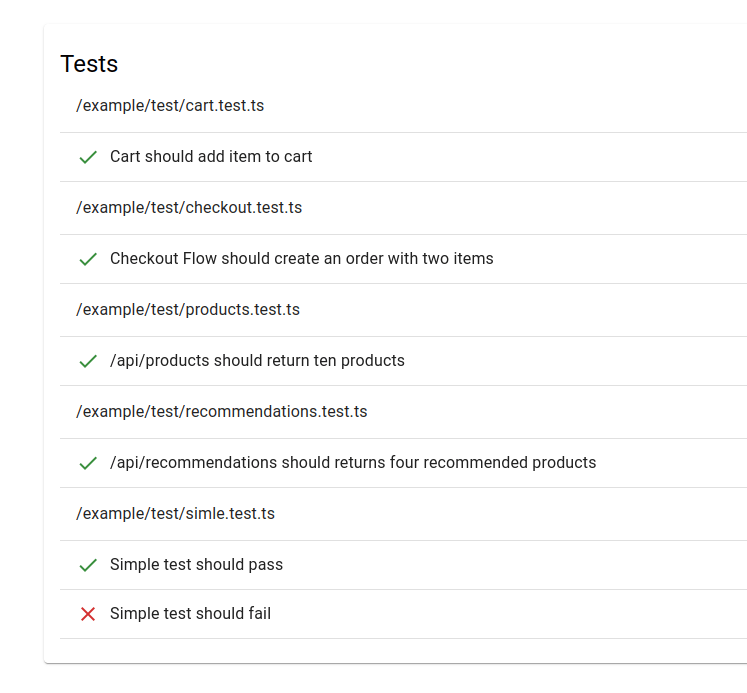 Tests
/example/test/cart.test.ts
Cart should add item to cart
/example/test/checkout.test.ts
Checkout Flow should create an order with two items
/example/test/products.test.ts
/api/products should return ten products
/example/test/recommendations.test.ts
/api/recommendations should returns four recommended products
/example/test/simle.test.ts
Simple test should pass
Simple test should fail